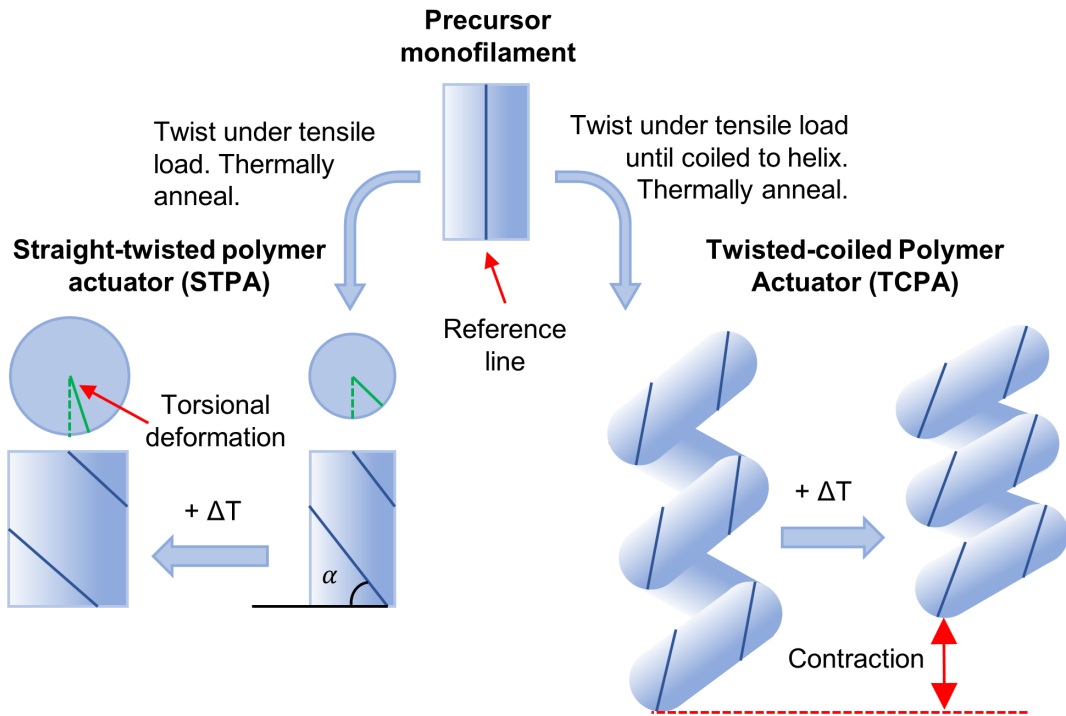 Precursor
monofilament
Twist under tensile
load. Thermally
anneal.
Twist under tensile load
until coiled to helix.
Thermally anneal.
Straight-twisted polymer
actuator (STPA)
Twisted-coiled Polymer
Actuator (TCPA)
Reference
line
Torsional
deformation
+ ΔT
α
+ ΔT
Contraction